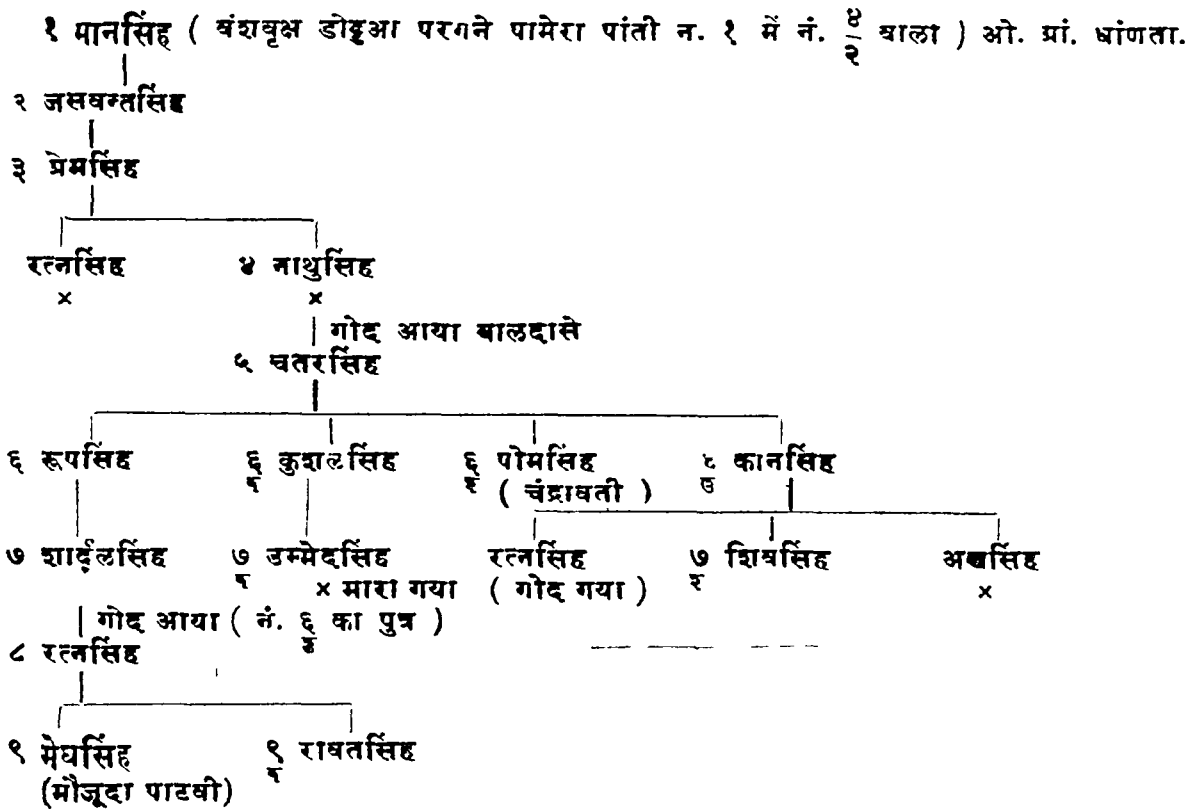 १ मानसिंह ( वंशवृक्ष डोडुआ परगने पामेरा पांती न. १ में नं. ४/२ वाला ) ओ. प्रां. धांणता.
२ जसवन्तसिंह
३ प्रेमसिंह
रत्नसिंह ४ नाथुसिंह
× ×
गोद आया बालदासे
५ चतरसिंह
६ रूपसिंह ६ कुशलसिंह ६ पोमसिंह कानसिंह
( चंद्रावती )
७ शार्दूलसिंह ७ उम्मेदसिंह रत्नसिंह ७/२ शिवसिंह अखसिंह
× मारा गया ( गोद गया ) ×
गोद आया ( नं. ६ का पुत्र )
८ रत्नसिंह
९ मेघसिंह ९ रावतसिंह
(मौजूदा पाटवी)